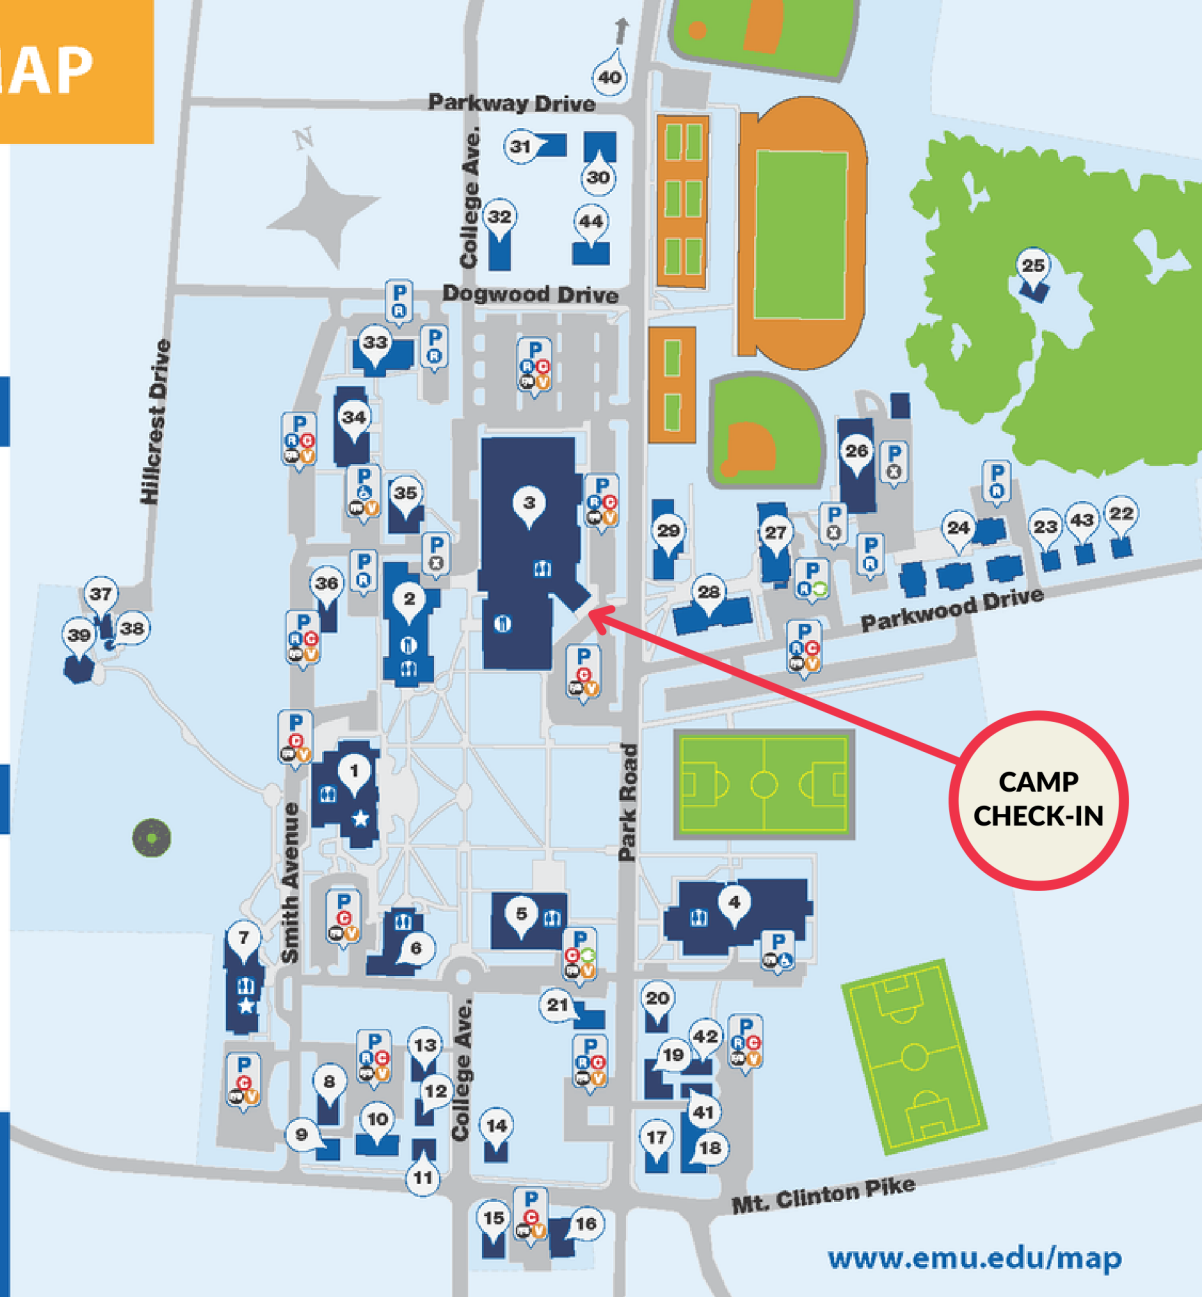 MAP
40
Parkway Drive
N
31
30
College Ave.
32
44
25
P
R
Dogwood Drive
33
P
R
P
R C
V
Hillcrest Drive
34
P
R C
V
26
P
X
35
P
V
3
P
R C
V
P
R
29
27
P
X
24
23
43
22
P
X
P
R
P
R
P
R
36
2
28
Parkwood Drive
37
38
39
P
R C
V
P
R C
V
P
C
V
P
C
V
1
CAMP
CHECK-IN
Park Road
Smith Avenue
P
C
V
5
4
6
7
P
C
V
P
21
20
College Ave.
P
R C
V
P
R C
V
P
R C
V
P
C
V
13
42
19
8
12
41
10
9
14
17
18
11
Mt. Clinton Pike
P
C
V
15
16
www.emu.edu/map